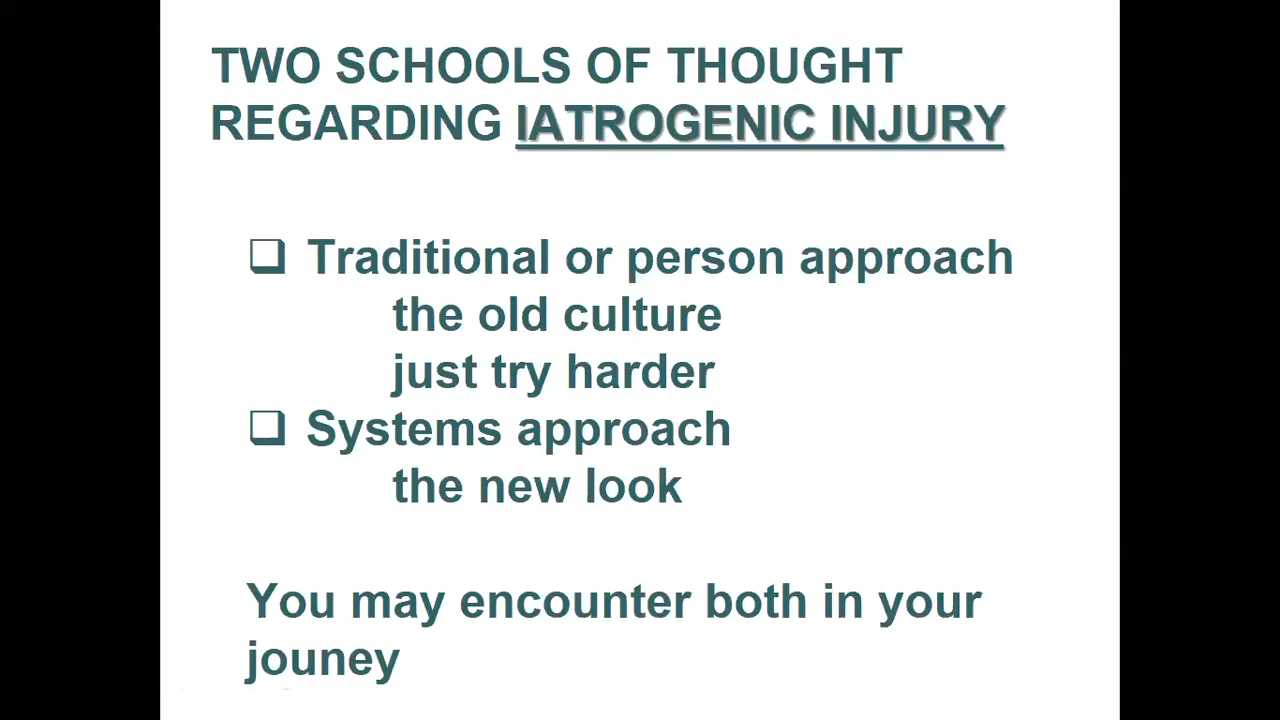 TWO SCHOOLS OF THOUGHT
REGARDING IATROGENIC INJURY
Traditional or person approach
the old culture
just try harder
Systems approach
the new look
You may encounter both in your
jouney